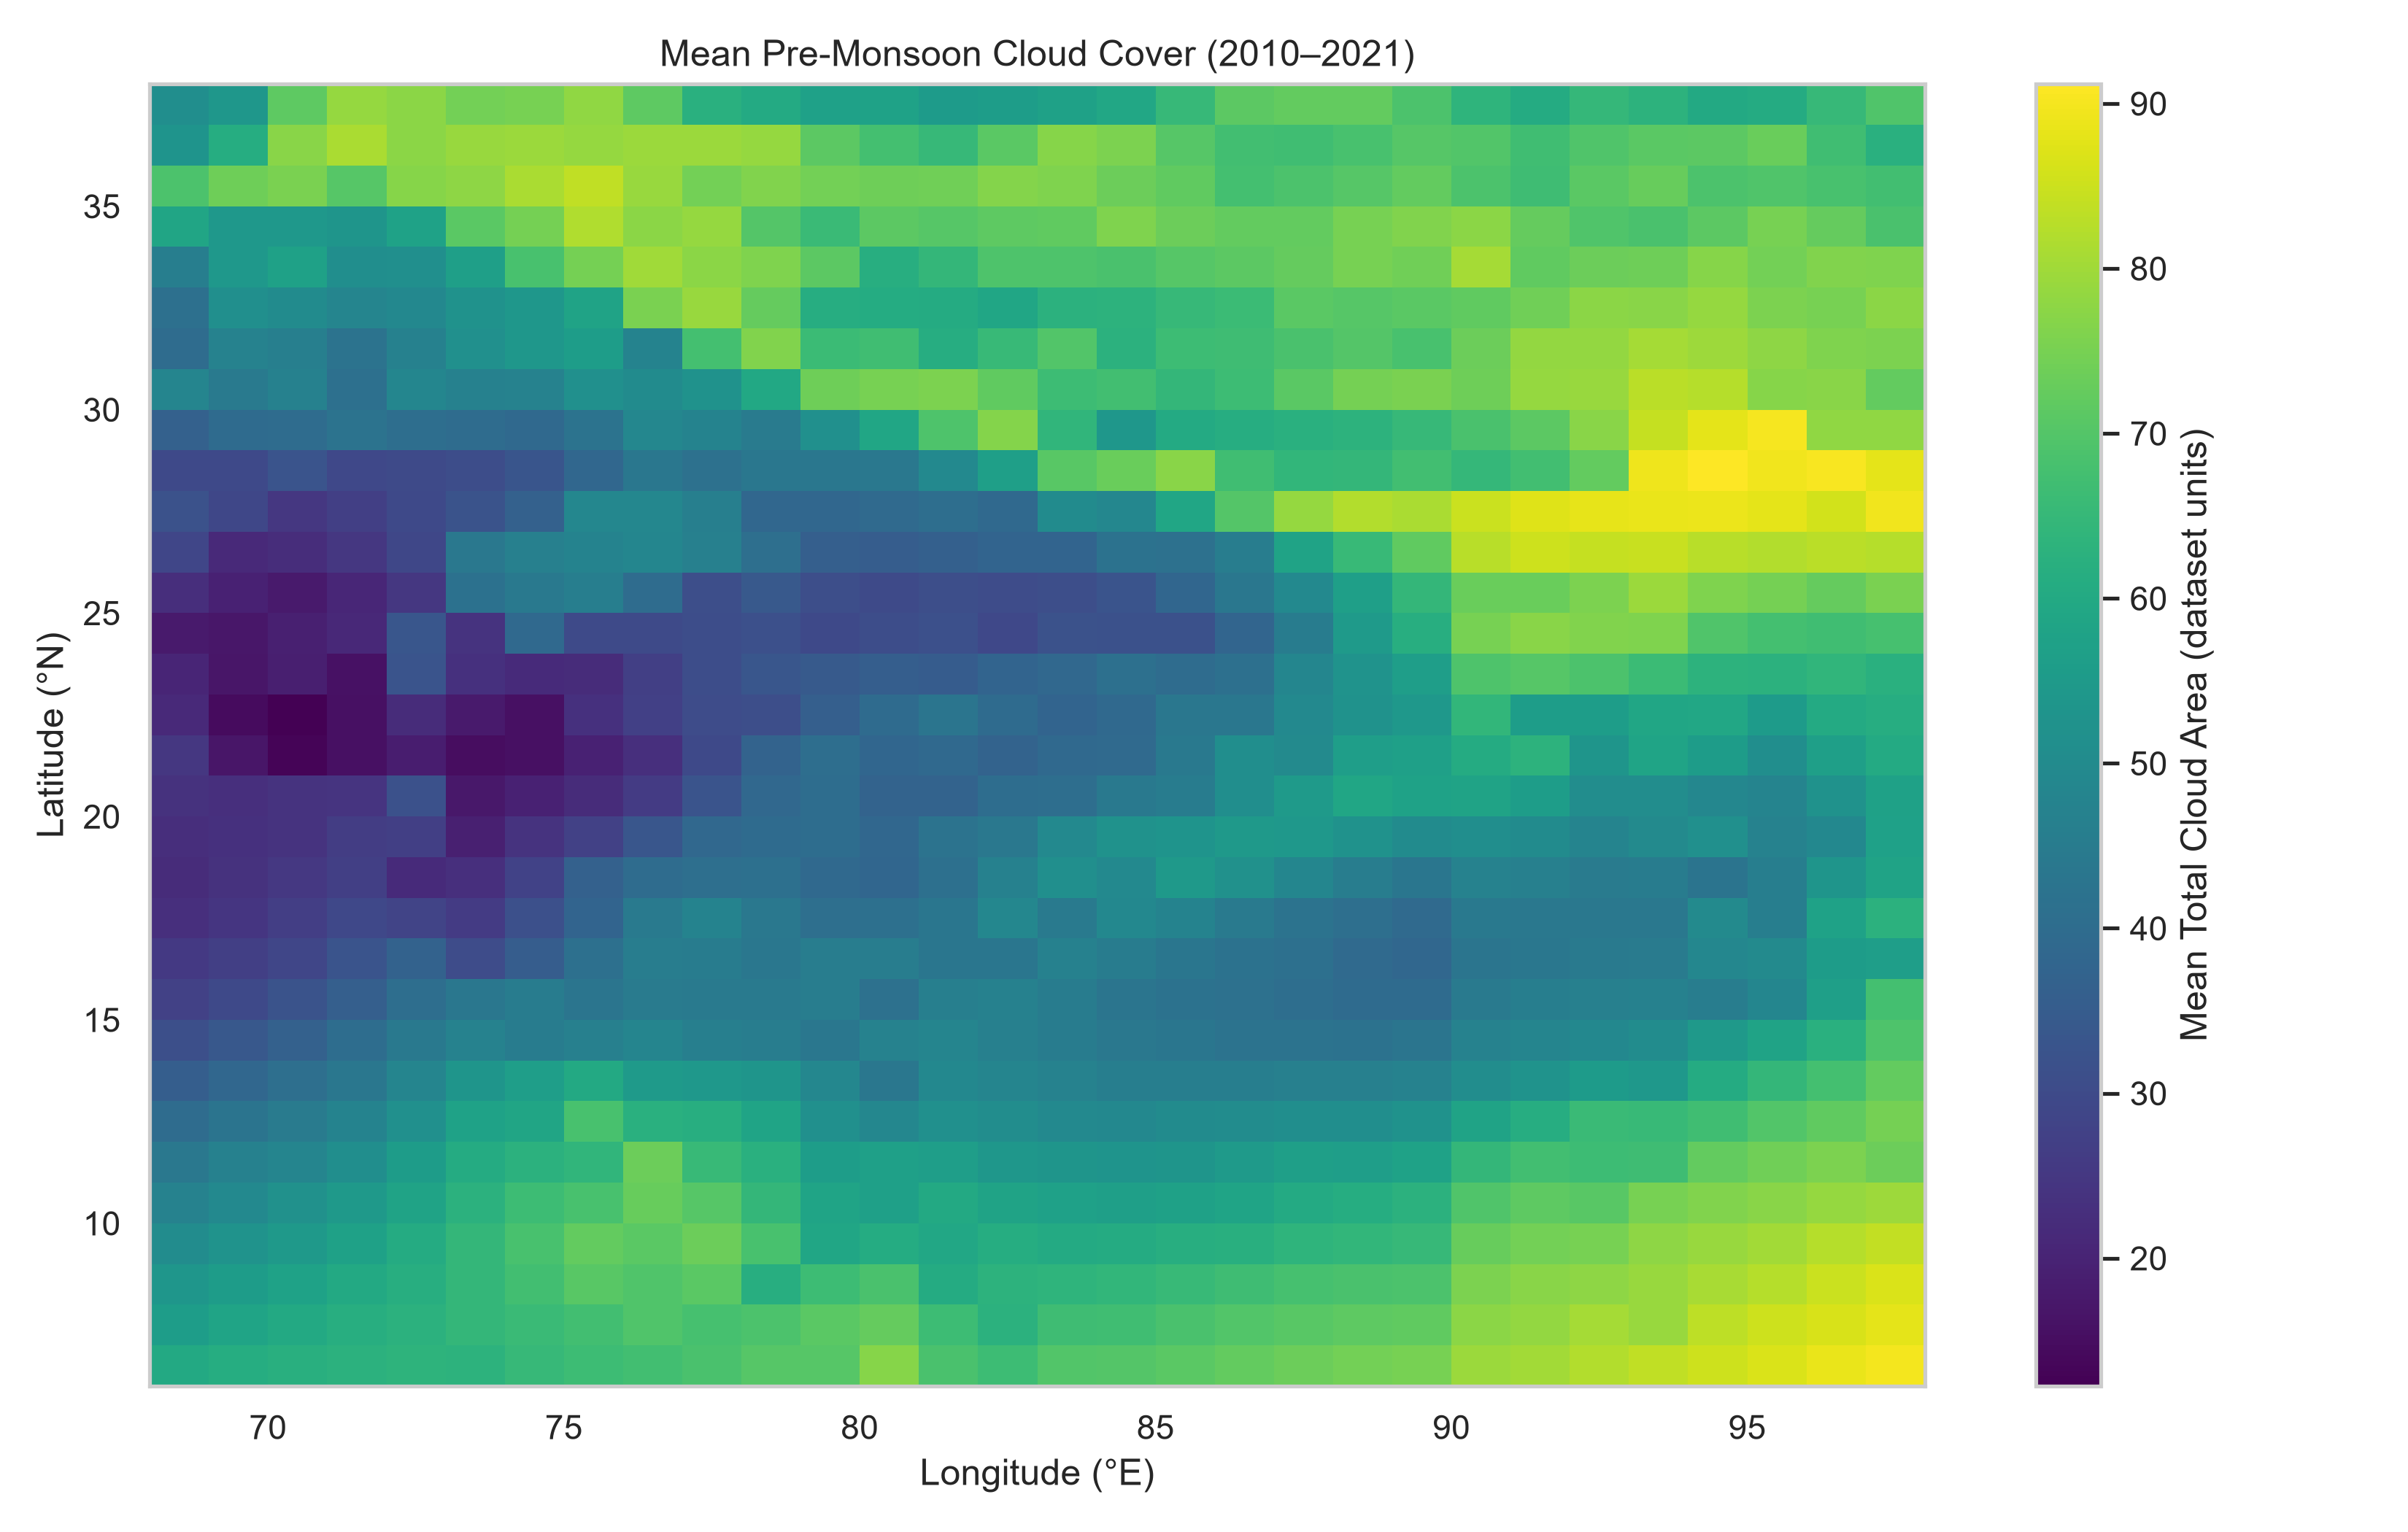 Mean Pre-Monsoon Cloud Cover (2010–2021)
Latitude (°N)
35
30
25
20
15
10
70 75 80 85 90 95
Longitude (°E)
90
80
70
60
50
40
30
20
Mean Total Cloud Area (dataset units)